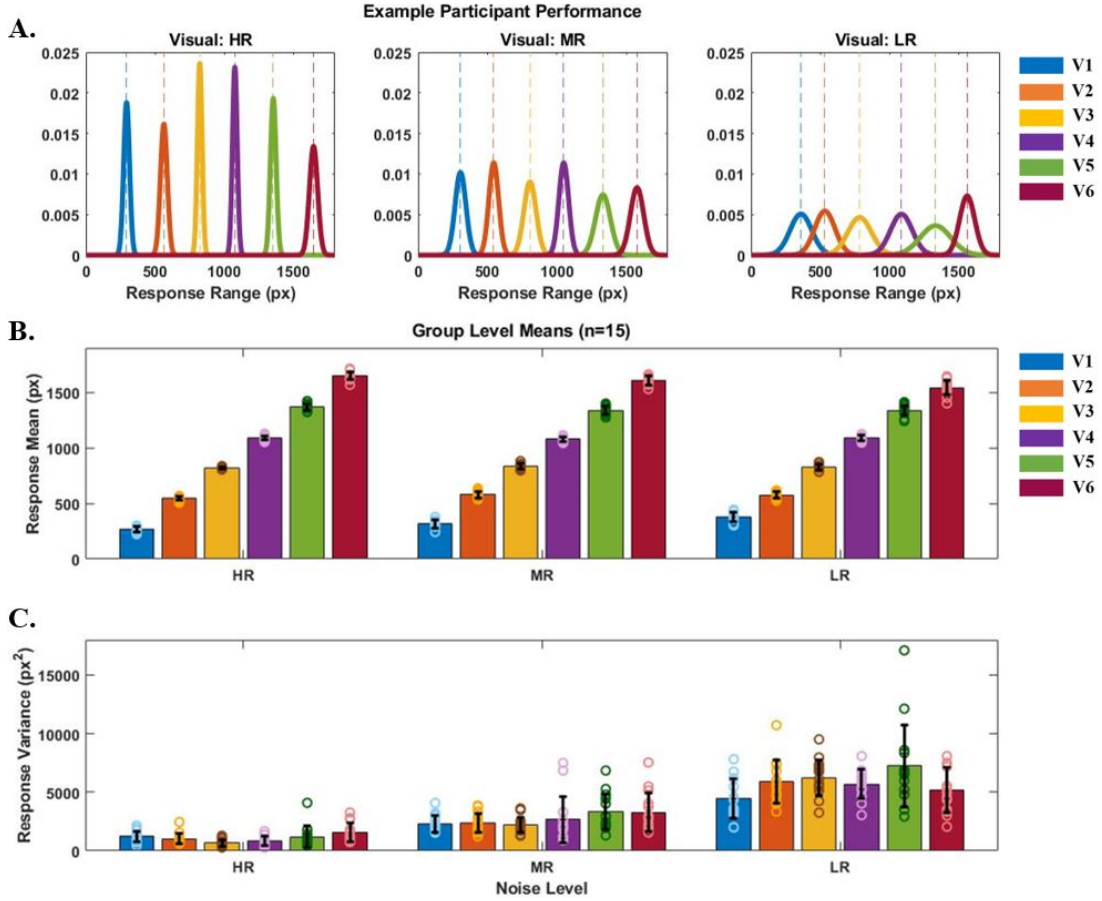 Example Participant Performance
A.
Visual: HR
Visual: MR
Visual: LR
0.025
0.02
0.015
0.01
0.005
0
0 500 1000 1500
Response Range (px)
0.025
0.02
0.015
0.01
0.005
0
0 500 1000 1500
Response Range (px)
0.025
0.02
0.015
0.01
0.005
0
0 500 1000 1500
Response Range (px)
V1
V2
V3
V4
V5
V6
B.
Group Level Means (n=15)
Response Mean (px)
1500
1000
500
0
HR MR LR
V1
V2
V3
V4
V5
V6
C.
Response Variance (px²)
15000
10000
5000
0
HR MR LR
Noise Level